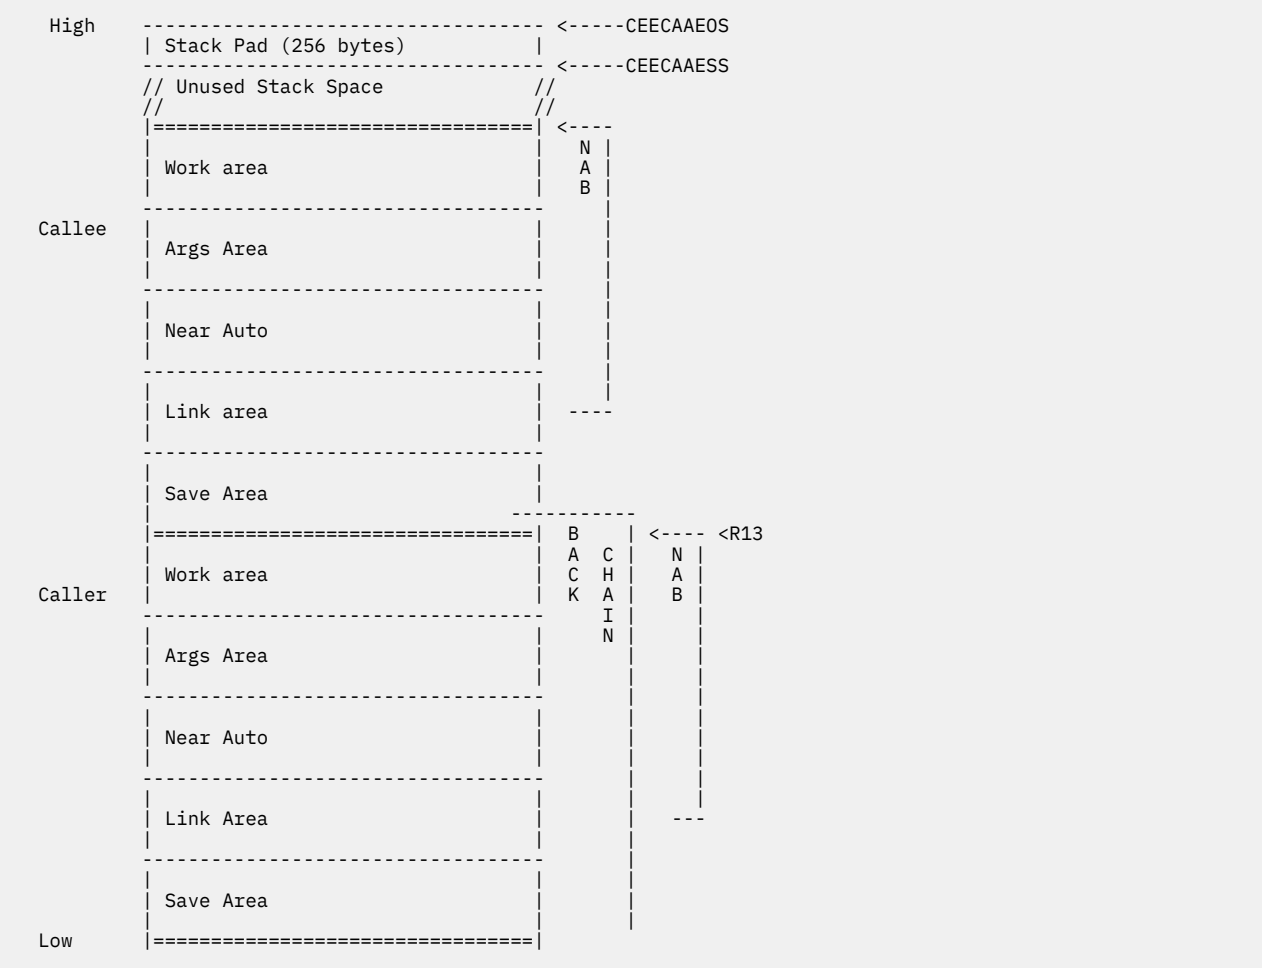 High    ----------------------------------- <-----CEECAAEOS
| Stack Pad (256 bytes)           |
----------------------------------- <-----CEECAAESS
// Unused Stack Space             //
//                                //
|=================================| <----
|                                 |   N |
| Work area                       |   A |
|                                 |   B |
-----------------------------------     |
Callee   |                                 |     |
| Args Area                       |     |
|                                 |     |
-----------------------------------     |
|                                 |     |
| Near Auto                       |     |
|                                 |     |
-----------------------------------     |
|                                 |     |
| Link area                       |  ----
|                                 |
-----------------------------------
|                                 |
| Save Area                       |
|                               -----------
|=================================|  B    | <---- <R13
|                                 |  A  C |   N |
| Work area                       |  C  H |   A |
Caller   |                                 |  K  A |   B |
-----------------------------------     I |     |
|                                 |     N |     |
| Args Area                       |       |     |
|                                 |       |     |
-----------------------------------       |     |
|                                 |       |     |
| Near Auto                       |       |     |
|                                 |       |     |
-----------------------------------       |     |
|                                 |       |     |
| Link Area                       |       |   ---
|                                 |       |
-----------------------------------       |
|                                 |       |
| Save Area                       |       |
|                                 |       |
Low      |=================================|